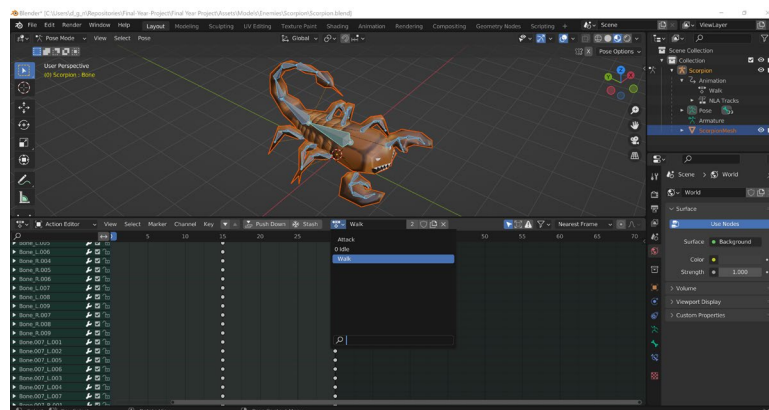 Blender* [C:\Users\d_g_n\Repositories\Final Year-Project\Final Year-Project\Assets\Models\Enemies\Scorpion\Scorpion.blend]
File Edit Render Window Help Layout Modeling Sculpting UV Editing Texture Paint Shading Animation Rendering Compositing Geometry Nodes Scripting + Scene ViewLayer
Pose Mode View Select Pose Global
X Pose Options
User Perspective
(0) Scorpion : Bone
X Y Z
Scene Collection
Collection
Scorpion
Animation
Walk
NLA Tracks
Pose
Armature
ScorpionMesh
Scene > World
World
Surface
Use Nodes
Surface Background
Color
Strength 1.000
Volume
Viewport Display
Custom Properties
Action Editor View Select Marker Channel Key Push Down Stash Walk 2 Nearest Frame
5 10 15 20 25 50 55 60 65 70
Attack
0 Idle
Walk
Bone_L.005
Bone_L.006
Bone_R.004
Bone_R.005
Bone_R.006
Bone_L.007
Bone_L.008
Bone_L.009
Bone_R.007
Bone_R.008
Bone_R.009
Bone.007_L.001
Bone.007_L.002
Bone.007_L.005
Bone.007_L.006
Bone.007_L.003
Bone.007_L.004
Bone.007_L.007